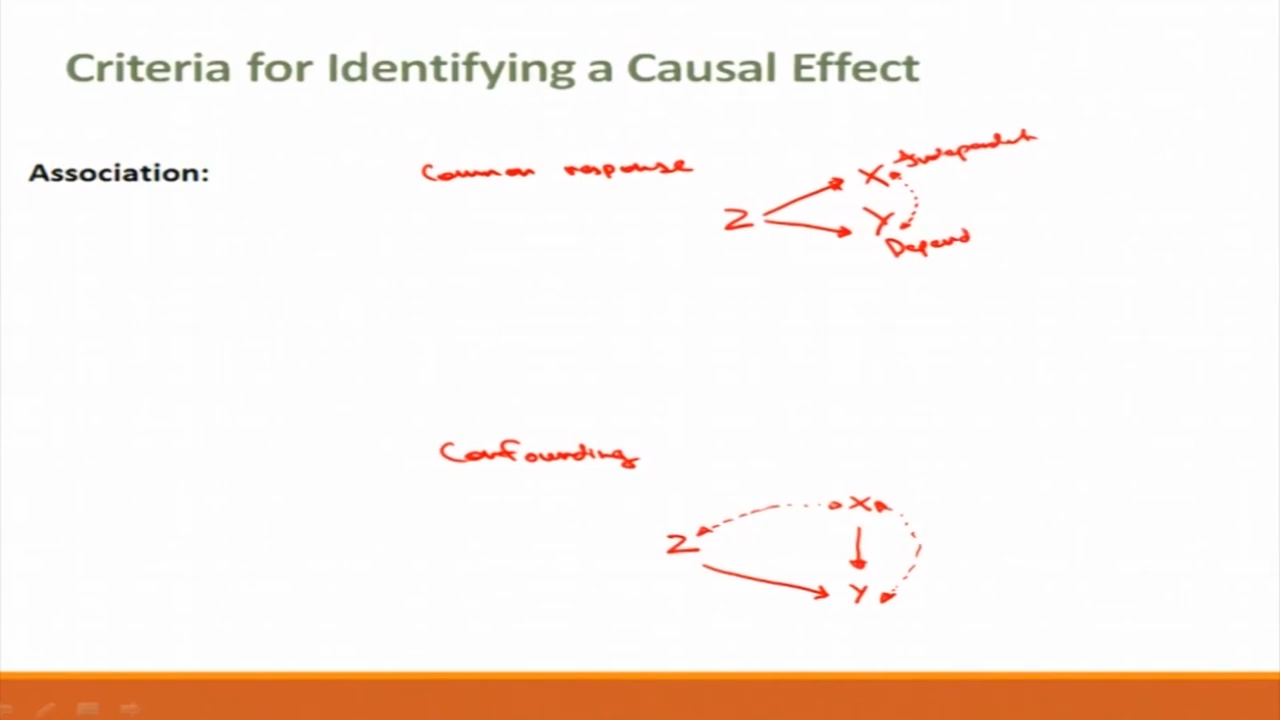 Criteria for Identifying a Causal Effect
Association:
Common response
X Independent
Z
Y
Depend
Confounding
X
Z
Y